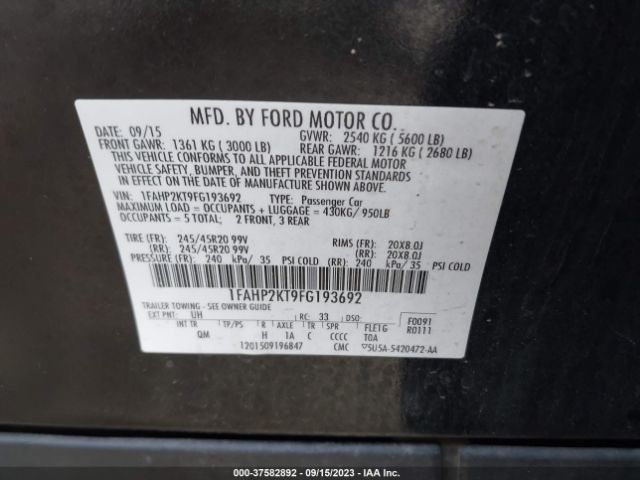 MFD. BY FORD MOTOR CO.
DATE: 09/15 GVWR: 2540 KG ( 5600 LB)
FRONT GAWR: 1361 KG ( 3000 LB) REAR GAWR: 1216 KG ( 2680 LB)
THIS VEHICLE CONFORMS TO ALL APPLICABLE FEDERAL MOTOR
VEHICLE SAFETY, BUMPER, AND THEFT PREVENTION STANDARDS
IN EFFECT ON THE DATE OF MANUFACTURE SHOWN ABOVE.
VIN: 1FAHP2KT9FG193692 TYPE: Passenger Car
MAXIMUM LOAD = OCCUPANTS + LUGGAGE = 430KG/ 950LB
OCCUPANTS: 5 TOTAL; 2 FRONT, 3 REAR
TIRE (FR): 245/45R20 99V RIMS (FR): 20X8.0J
(RR): 245/45R20 99V (RR): 20X8.0J
PRESSURE (FR): 240 kPa/ 35 PSI COLD (RR): 240 kPa/ 35 PSI COLD
1FAHP2KT9FG193692
TRAILER TOWING - SEE OWNER GUIDE
EXT PNT: UH RC: 33 DSO: F0091
INT TR TP/PS R AXLE TR SPR FLE1G R0111
QM H 1A C CCCC TOA
1201509196847 CMC ▽5U5A-5420472-AA
000-37582892 - 09/15/2023 - IAA Inc.